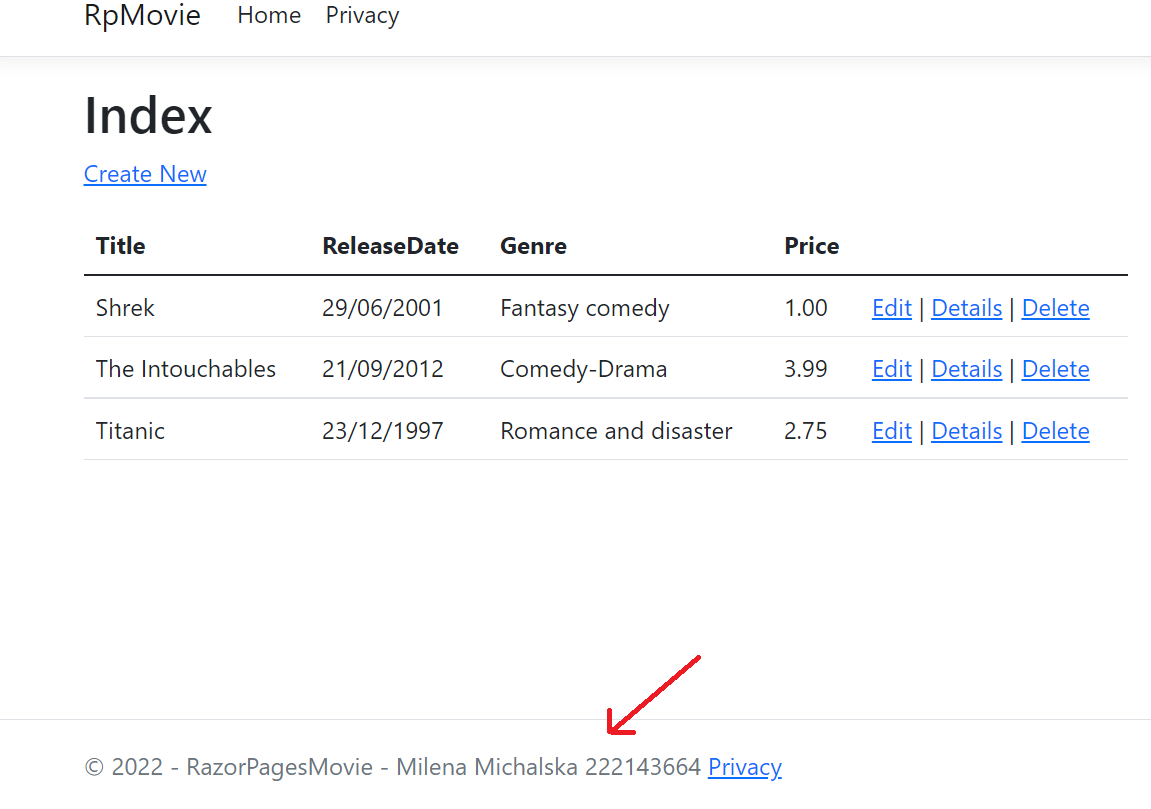 RpMovie Home Privacy
Index
Create New
Title ReleaseDate Genre Price
Shrek 29/06/2001 Fantasy comedy 1.00 Edit | Details | Delete
The Intouchables 21/09/2012 Comedy-Drama 3.99 Edit | Details | Delete
Titanic 23/12/1997 Romance and disaster 2.75 Edit | Details | Delete
© 2022 - RazorPagesMovie - Milena Michalska 222143664 Privacy